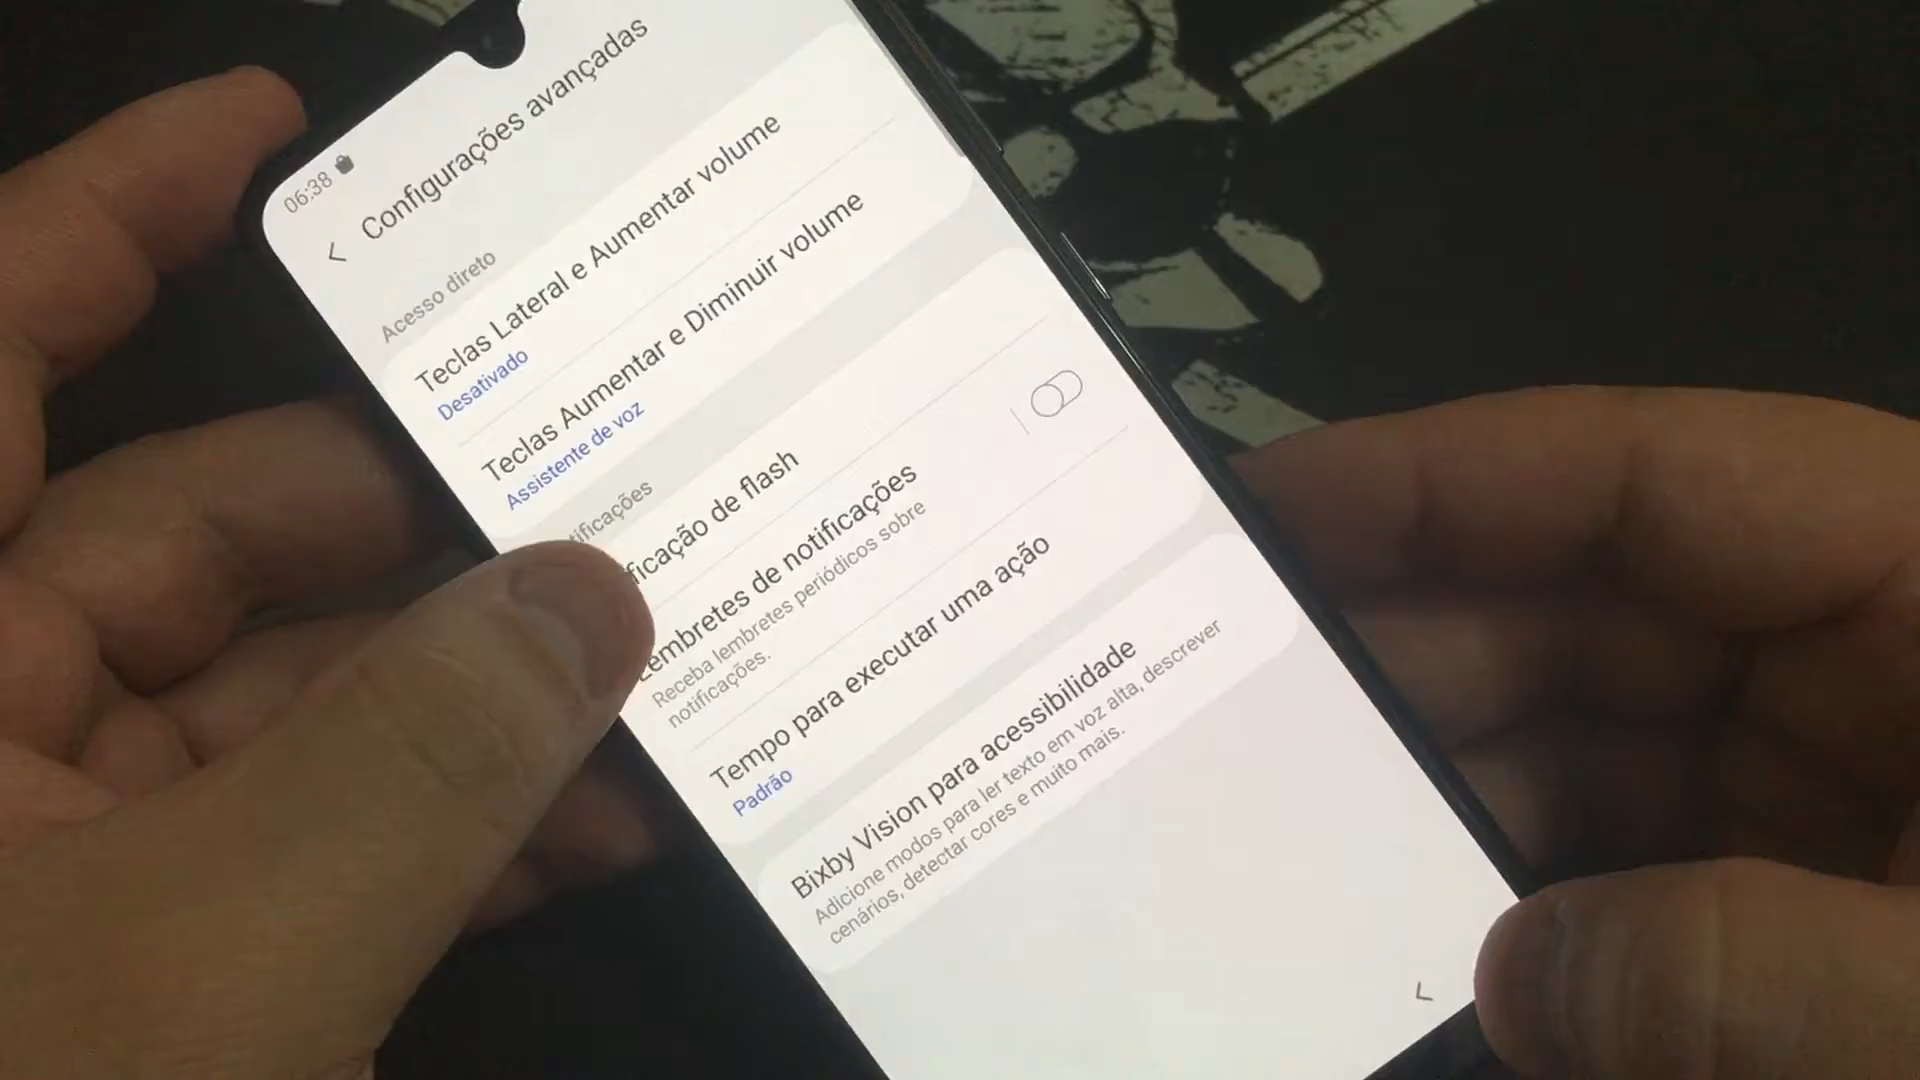 06:38
Configurações avançadas
Acesso direto
Teclas Lateral e Aumentar volume
Desativado
Teclas Aumentar e Diminuir volume
Assistente de voz
tificações
ficação de flash
Lembretes de notificações
Receba lembretes periódicos sobre
notificações.
Tempo para executar uma ação
Padrão
Bixby Vision para acessibilidade
Adicione modos para ler texto em voz alta, descrever
cenários, detectar cores e muito mais.